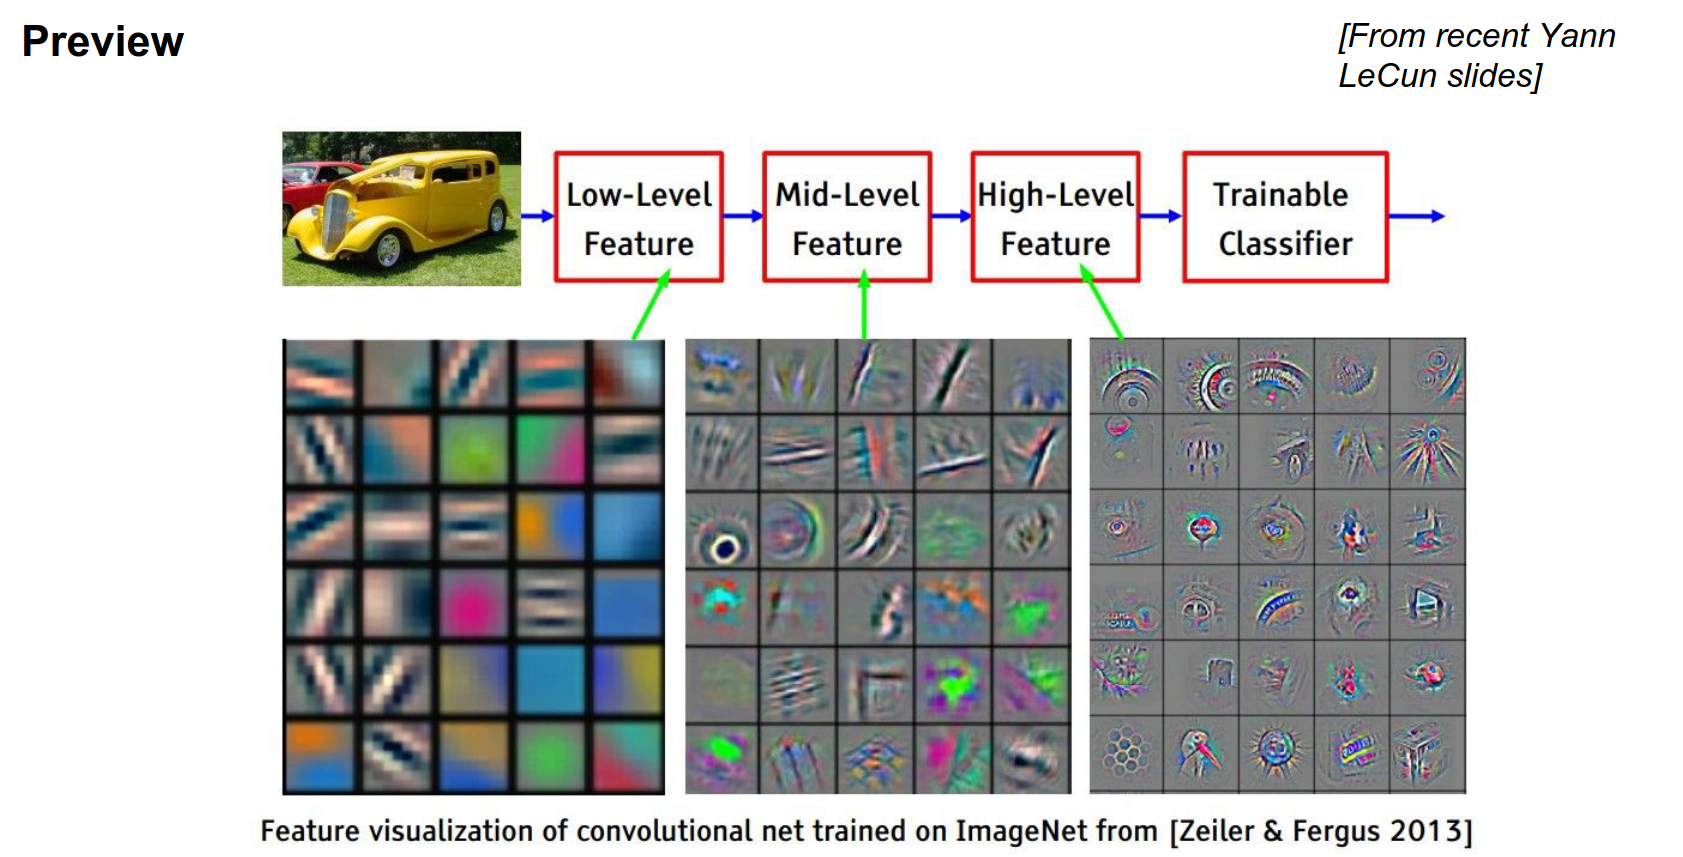 Preview
[From recent Yann
LeCun slides]
Low-Level
Feature
Mid-Level
Feature
High-Level
Feature
Trainable
Classifier
Feature visualization of convolutional net trained on ImageNet from [Zeiler & Fergus 2013]